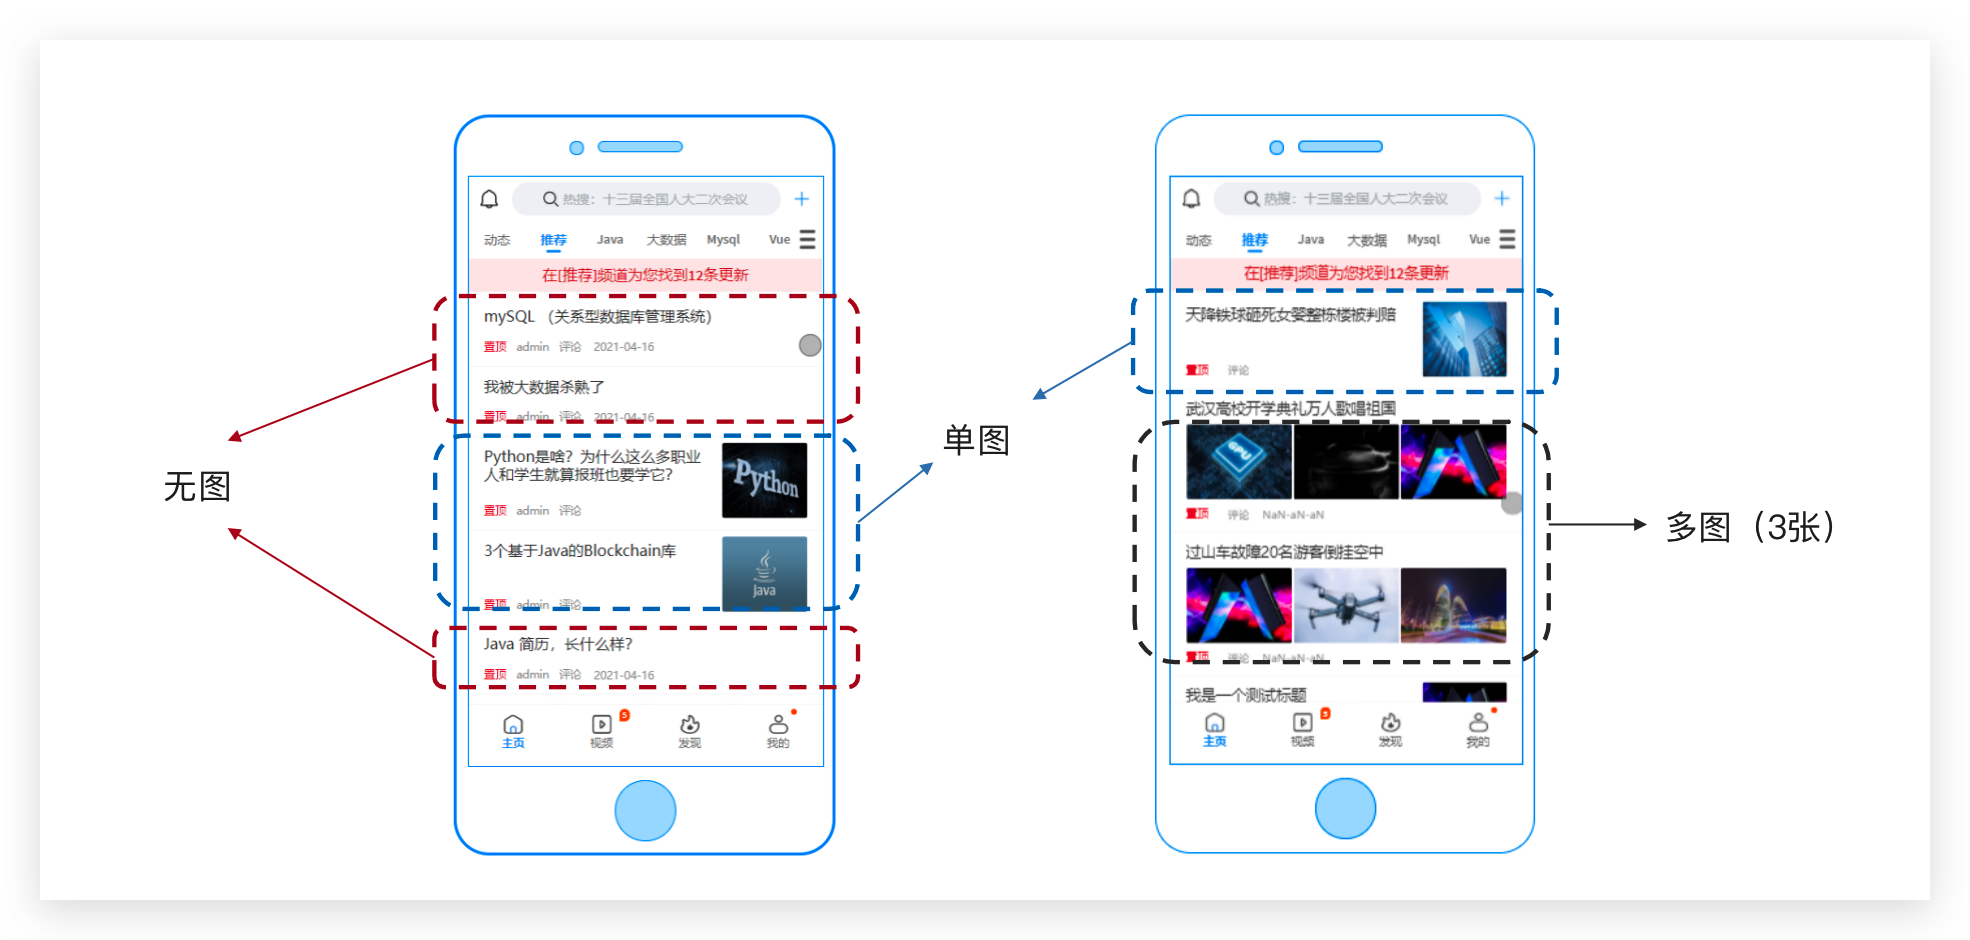 热搜：十三届全国人大二次会议
动态 推荐 Java 大数据 Mysql Vue
在[推荐]频道为您找到12条更新
mySQL （关系型数据库管理系统）
置顶 admin 评论 2021-04-16
我被大数据杀熟了
置顶 admin 评论 2021-04-16
Python是啥？为什么这么多职业
人和学生就算报班也要学它？
Python
置顶 admin 评论
3个基于Java的Blockchain库
Java
置顶 admin 评论
Java 简历，长什么样？
置顶 admin 评论 2021-04-16
5
主页 视频 发现 我的
无图
单图
热搜：十三届全国人大二次会议
动态 推荐 Java 大数据 Mysql Vue
在[推荐]频道为您找到12条更新
天降铁球砸死女婴整栋楼被判赔
置顶 评论
武汉高校开学典礼万人歌唱祖国
GPU
置顶 评论 NaN-aN-aN
过山车故障20名游客倒挂空中
置顶 评论 NaN-aN-aN
我是一个测试标题
5
主页 视频 发现 我的
多图（3张）